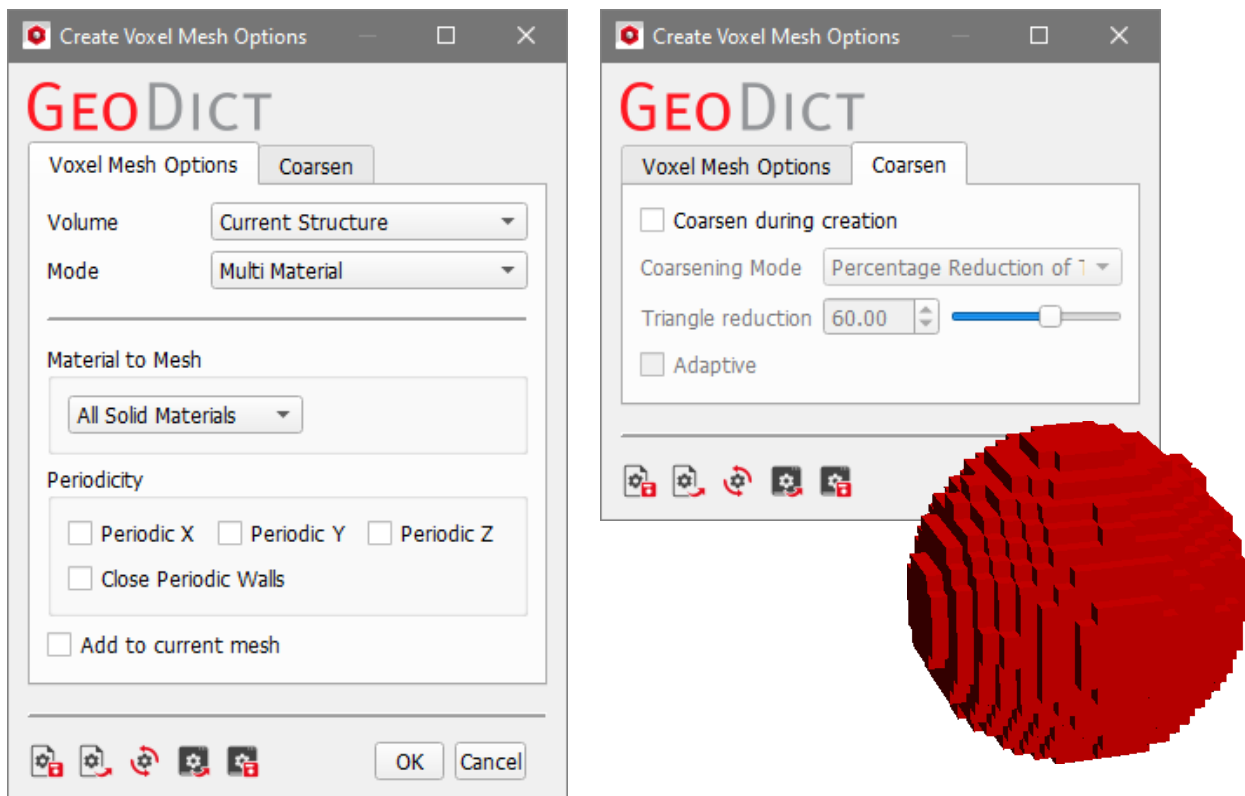 Create Voxel Mesh Options
GEODICT
Voxel Mesh Options
Coarsen
Volume
Current Structure
Mode
Multi Material
Material to Mesh
All Solid Materials
Periodicity
Periodic X
Periodic Y
Periodic Z
Close Periodic Walls
Add to current mesh
OK
Cancel
Create Voxel Mesh Options
GEODICT
Voxel Mesh Options
Coarsen
Coarsen during creation
Coarsening Mode
Percentage Reduction of
Triangle reduction
60.00
Adaptive